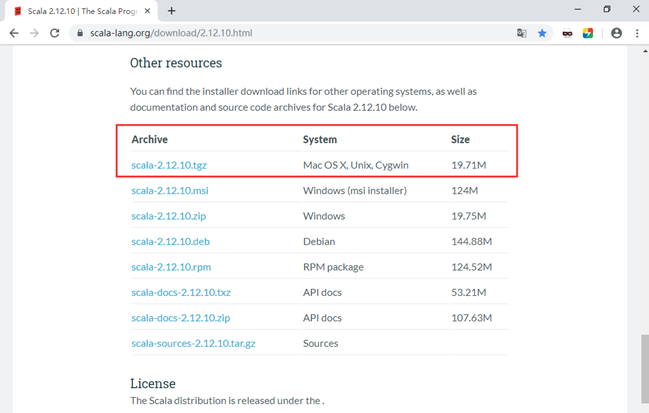 Scala 2.12.10 | The Scala Prog
scala-lang.org/download/2.12.10.html
Other resources
You can find the installer download links for other operating systems, as well as
documentation and source code archives for Scala 2.12.10 below.
Archive System Size
scala-2.12.10.tgz Mac OS X, Unix, Cygwin 19.71M
scala-2.12.10.msi Windows (msi installer) 124M
scala-2.12.10.zip Windows 19.75M
scala-2.12.10.deb Debian 144.88M
scala-2.12.10.rpm RPM package 124.52M
scala-docs-2.12.10.txz API docs 53.21M
scala-docs-2.12.10.zip API docs 107.63M
scala-sources-2.12.10.tar.gz Sources
License
The Scala distribution is released under the .